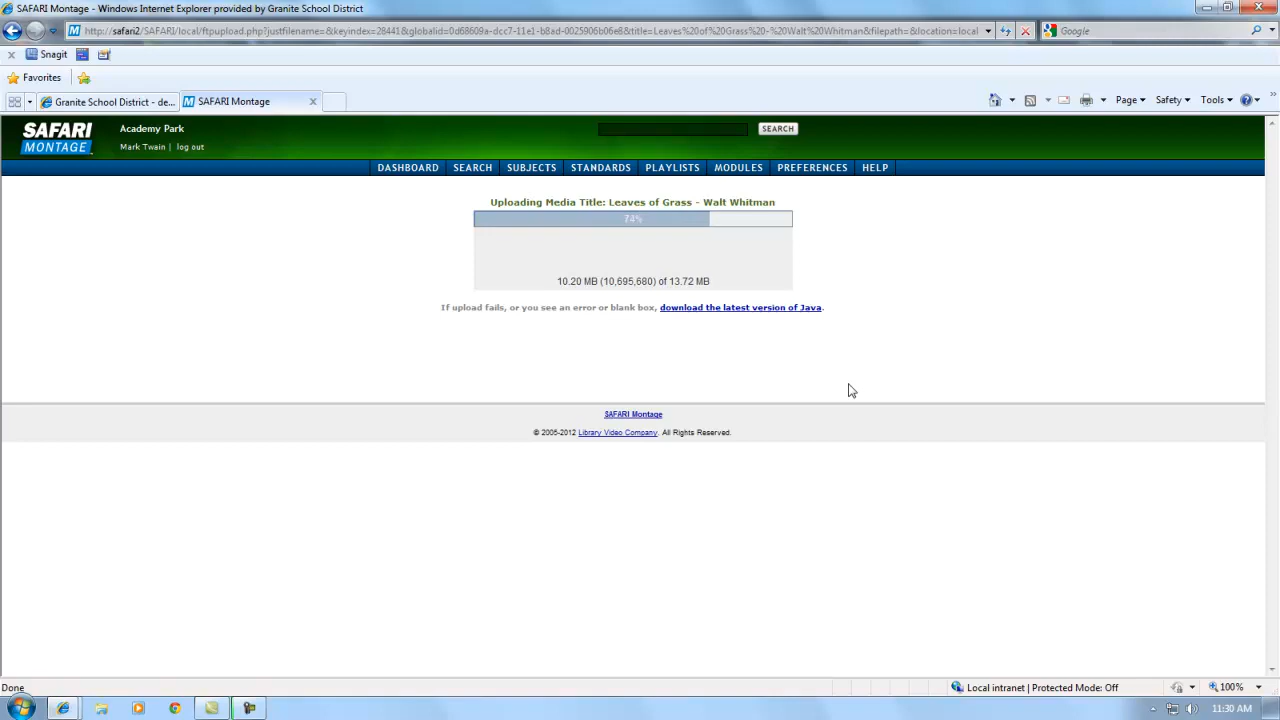 SAFARI Montage - Windows Internet Explorer provided by Granite School District
http://safari2/SAFARI/local/ftpupload.php?justfilename=&keyindex=28441&globalid=0d68609a-dcc7-11e1-b8ad-0025906b06e8&title=Leaves%20of%20Grass%20-%20Walt%20Whitman&filepath=&location=local
Google
Snagit
Favorites
Granite School District - de...
SAFARI Montage
Page
Safety
Tools
SAFARI
MONTAGE
Academy Park
Mark Twain | log out
SEARCH
DASHBOARD
SEARCH
SUBJECTS
STANDARDS
PLAYLISTS
MODULES
PREFERENCES
HELP
Uploading Media Title: Leaves of Grass - Walt Whitman
74%
10.20 MB (10,695,680) of 13.72 MB
If upload fails, or you see an error or blank box, download the latest version of Java.
SAFARI Montage
© 2005-2012 Library Video Company. All Rights Reserved.
Done
Local intranet | Protected Mode: Off
100%
11:30 AM